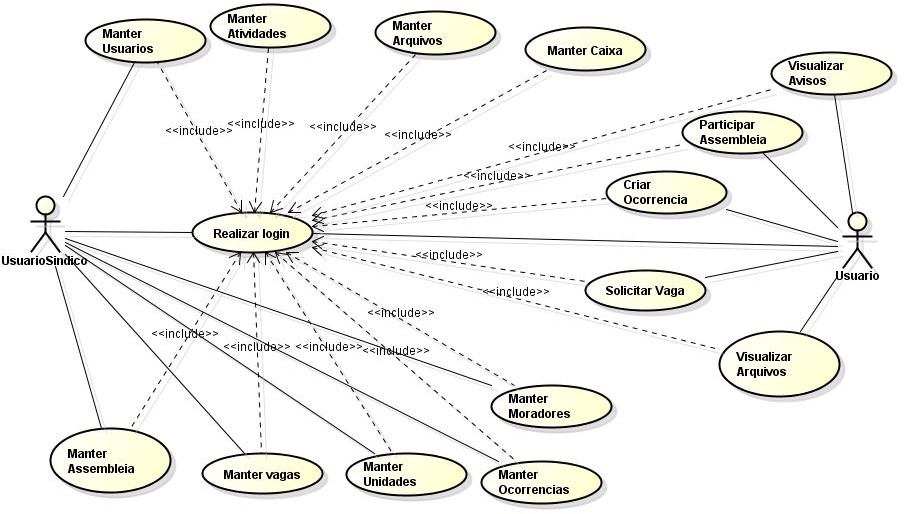 Manter
Usuarios
Manter
Atividades
Manter
Arquivos
Manter Caixa
Visualizar
Avisos
<<include>>
<<include>>
<<include>>
<<include>>
<<include>>
Participar
Assembleia
<<include>>
Criar
Ocorrencia
<<include>>
UsuarioSindico
Realizar login
Usuario
<<include>>
Solicitar Vaga
<<include>>
<<include>>
<<include>>
<<include>>
<<include>>
<<include>>
Visualizar
Arquivos
Manter
Moradores
Manter
Assembleia
Manter vagas
Manter
Unidades
Manter
Ocorrencias